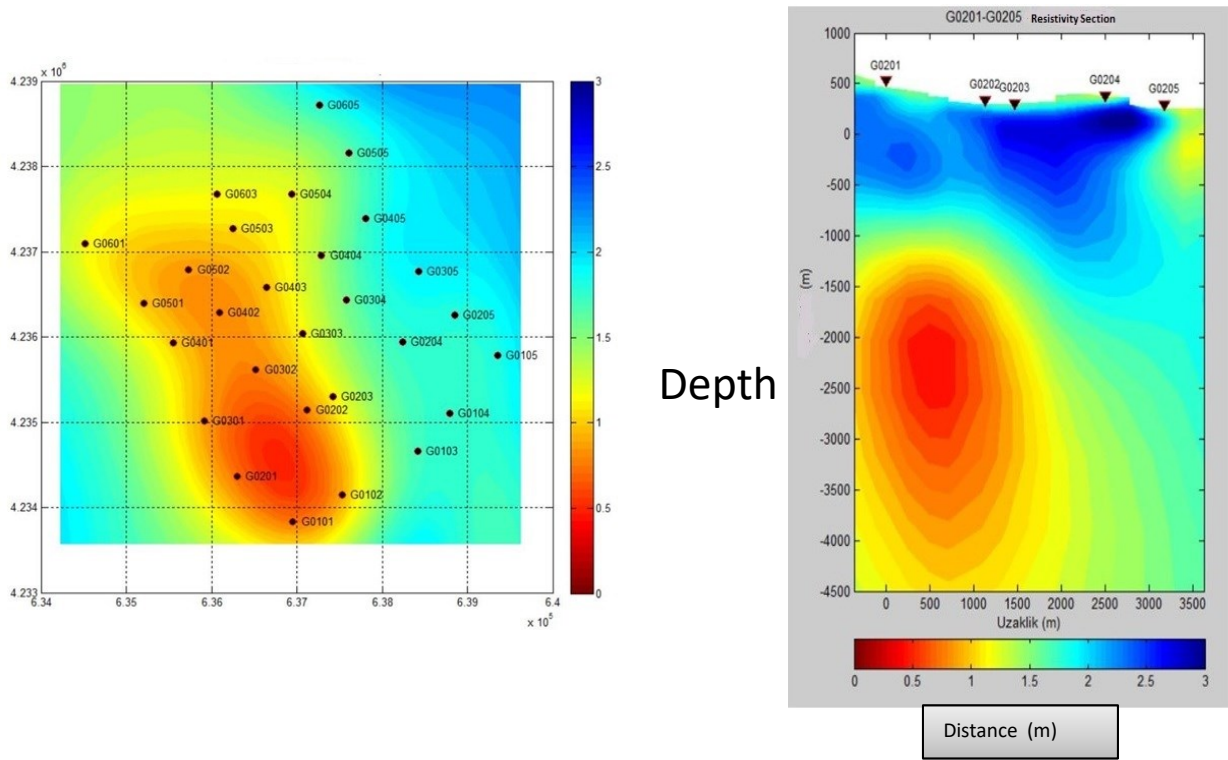 x 10⁶
4.239
4.238
4.237
4.236
4.235
4.234
4.233
6.34
6.35
6.36
6.37
6.38
6.39
6.4
x 10⁵
3
2.5
2
1.5
1
0.5
0
G0605
G0505
G0603
G0504
G0405
G0503
G0601
G0404
G0502
G0305
G0403
G0501
G0304
G0402
G0205
G0303
G0401
G0204
G0105
G0302
G0203
G0202
G0104
G0301
G0103
G0201
G0102
G0101
Depth
(m)
G0201-G0205 Resistivity Section
1000
500
0
-500
-1000
-1500
-2000
-2500
-3000
-3500
-4000
-4500
G0201
G0202
G0203
G0204
G0205
0
500
1000
1500
2000
2500
3000
3500
Uzaklik (m)
0
0.5
1
1.5
2
2.5
3
Distance (m)